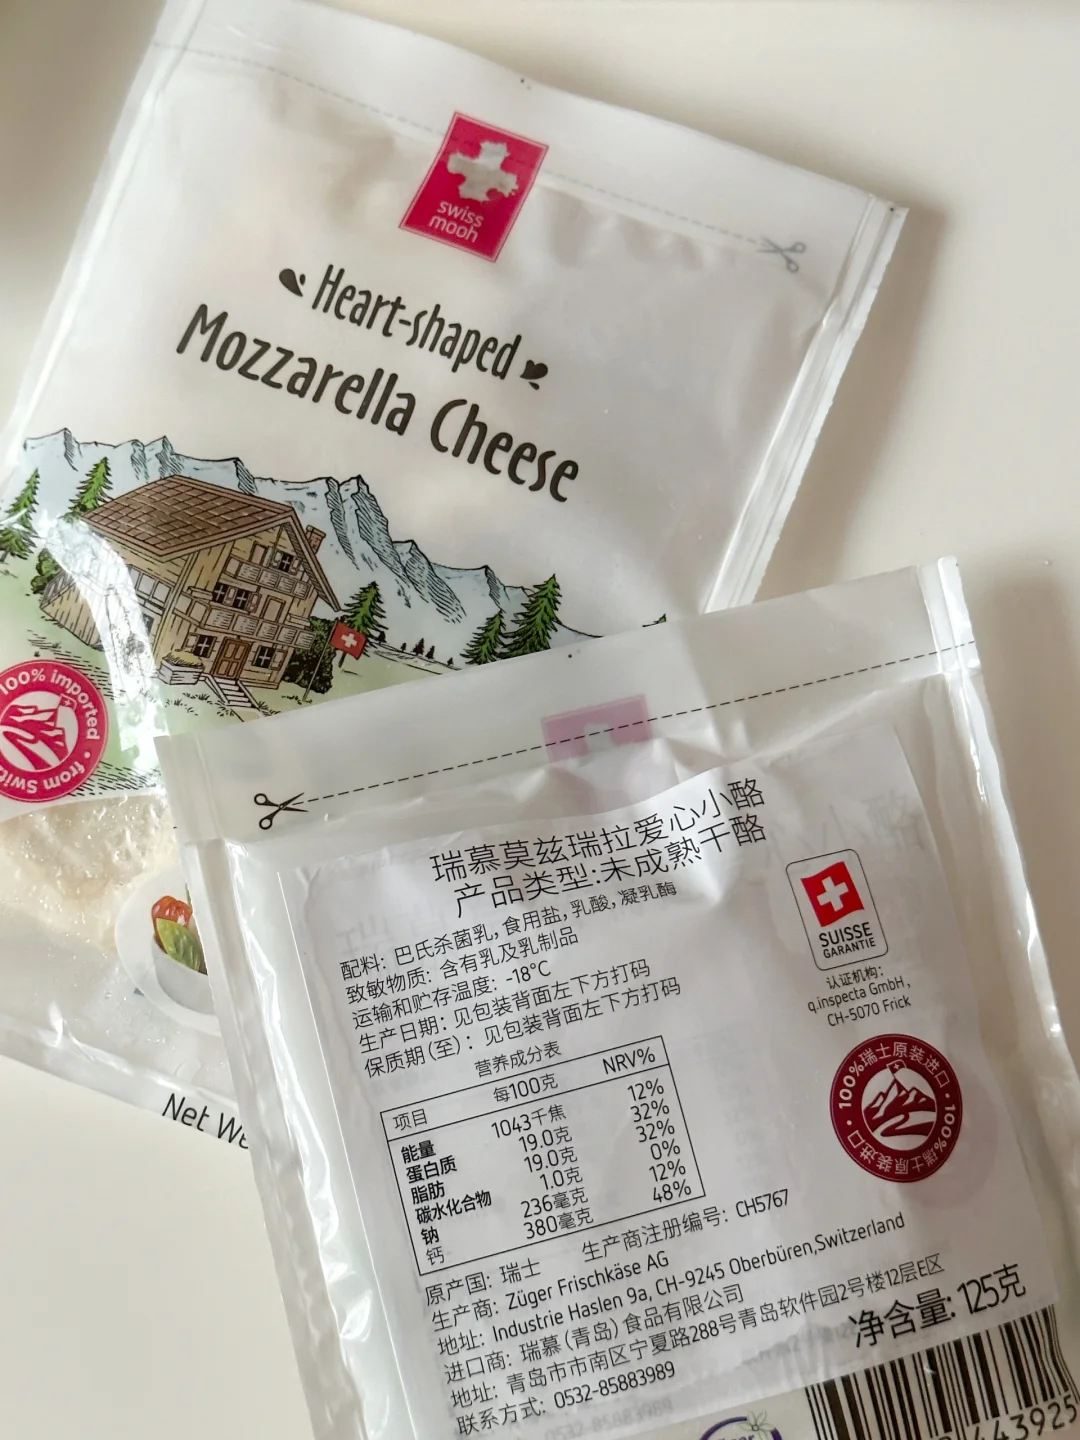 swiss
mooh
Heart-shaped
Mozzarella Cheese
100% imported
from Swit
Net We
瑞慕莫兹瑞拉爱心小酪
产品类型:未成熟干酪
配料: 巴氏杀菌乳, 食用盐, 乳酸, 凝乳酶
致敏物质: 含有乳及乳制品
运输和贮存温度: -18°C
生产日期: 见包装背面左下方打码
保质期(至): 见包装背面左下方打码
营养成分表
项目 每100克 NRV%
能量 1043千焦 12%
蛋白质 19.0克 32%
脂肪 19.0克 32%
碳水化合物 1.0克 0%
钠 236毫克 12%
钙 380毫克 48%
原产国: 瑞士 生产商注册编号: CH5767
生产商: Züger Frischkäse AG
地址: Industrie Haslen 9a, CH-9245 Oberbüren,Switzerland
进口商: 瑞慕(青岛)食品有限公司
地址: 青岛市市南区宁夏路288号青岛软件园2号楼12层E区
联系方式: 0532-85883989
净含量: 125克
SUISSE
GARANTIE
认证机构:
q.inspecta GmbH,
CH-5070 Frick
100%瑞士原装进口
100%瑞士原装进口
443925